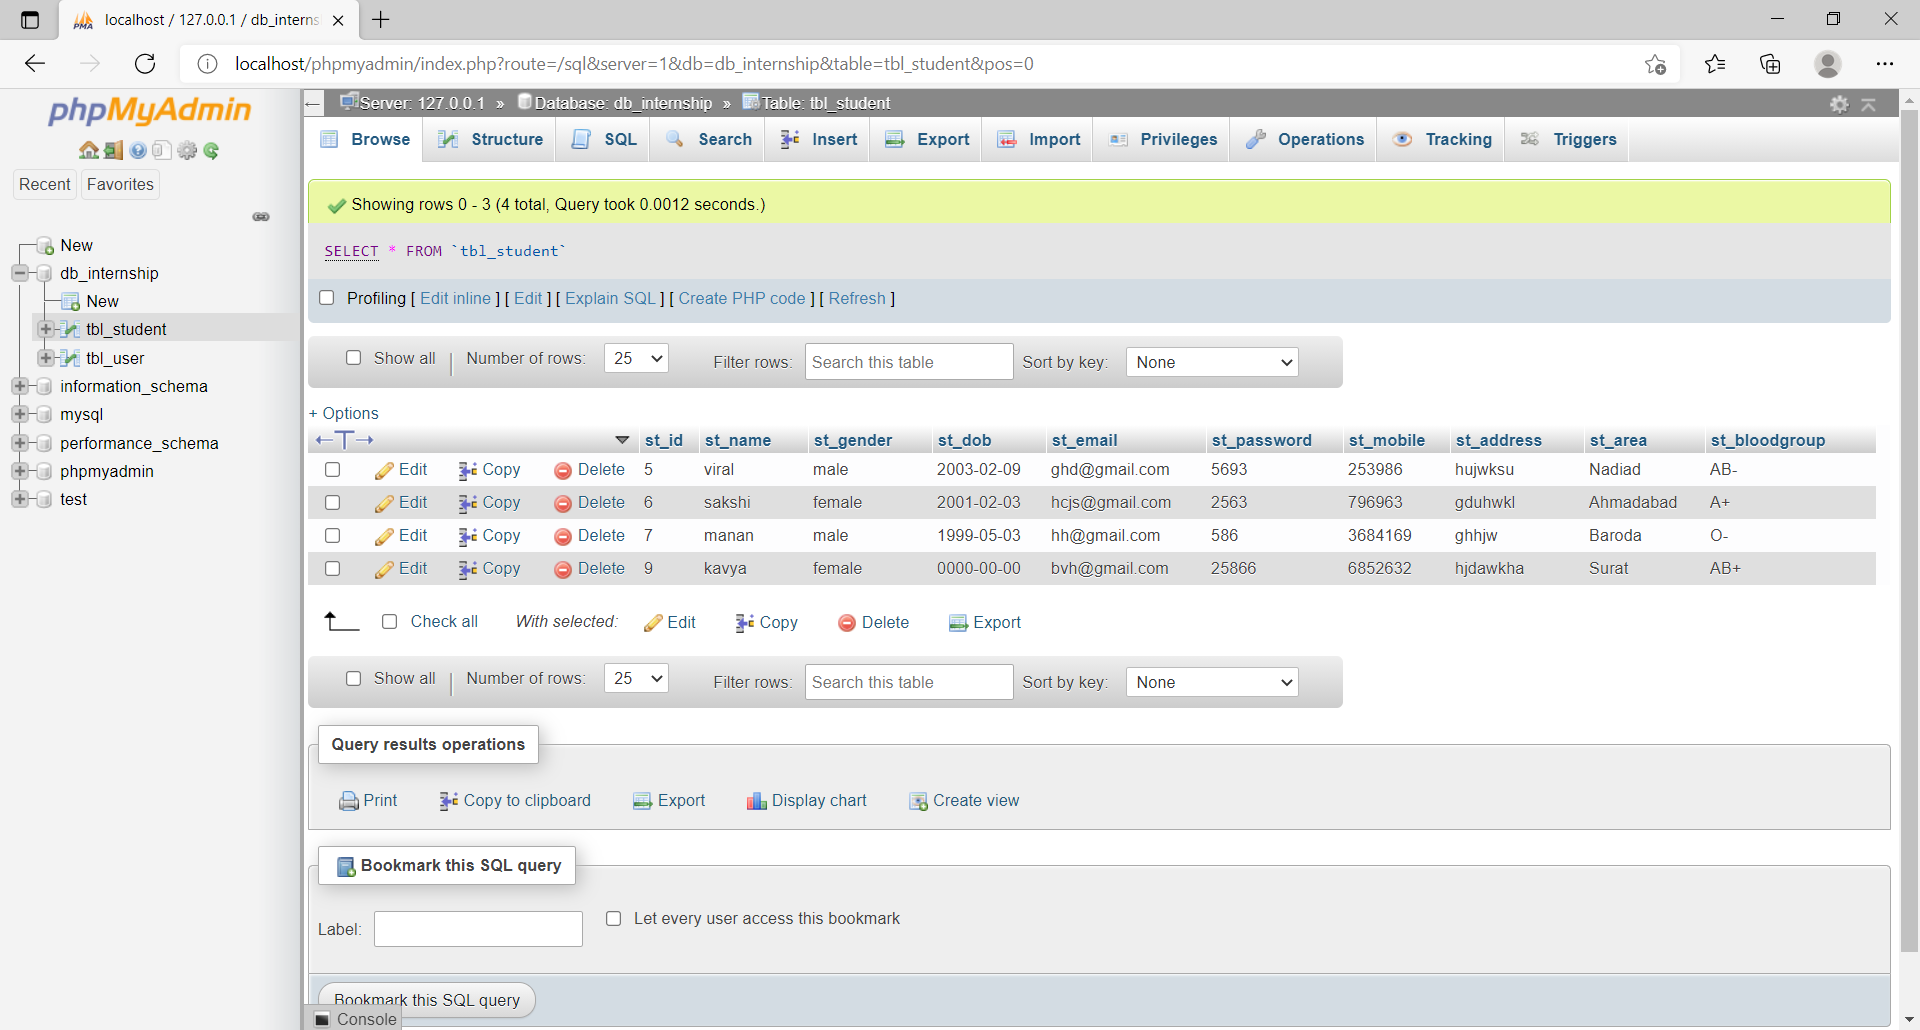 localhost / 127.0.0.1 / db_interns
localhost/phpmyadmin/index.php?route=/sql&server=1&db=db_internship&table=tbl_student&pos=0
phpMyAdmin
Recent Favorites
New
db_internship
New
tbl_student
tbl_user
information_schema
mysql
performance_schema
phpmyadmin
test
Server: 127.0.0.1 » Database: db_internship » Table: tbl_student
Browse Structure SQL Search Insert Export Import Privileges Operations Tracking Triggers
Showing rows 0 - 3 (4 total, Query took 0.0012 seconds.)
SELECT * FROM `tbl_student`
Profiling [ Edit inline ] [ Edit ] [ Explain SQL ] [ Create PHP code ] [ Refresh ]
Show all | Number of rows: 25 Filter rows: Search this table Sort by key: None
+ Options
←T→ st_id st_name st_gender st_dob st_email st_password st_mobile st_address st_area st_bloodgroup
Edit Copy Delete 5 viral male 2003-02-09 ghd@gmail.com 5693 253986 hujwksu Nadiad AB-
Edit Copy Delete 6 sakshi female 2001-02-03 hcjs@gmail.com 2563 796963 gduhwkl Ahmadabad A+
Edit Copy Delete 7 manan male 1999-05-03 hh@gmail.com 586 3684169 ghhjw Baroda O-
Edit Copy Delete 9 kavya female 0000-00-00 bvh@gmail.com 25866 6852632 hjdawkha Surat AB+
Check all With selected: Edit Copy Delete Export
Show all | Number of rows: 25 Filter rows: Search this table Sort by key: None
Query results operations
Print Copy to clipboard Export Display chart Create view
Bookmark this SQL query
Label: Let every user access this bookmark
Bookmark this SQL query
Console